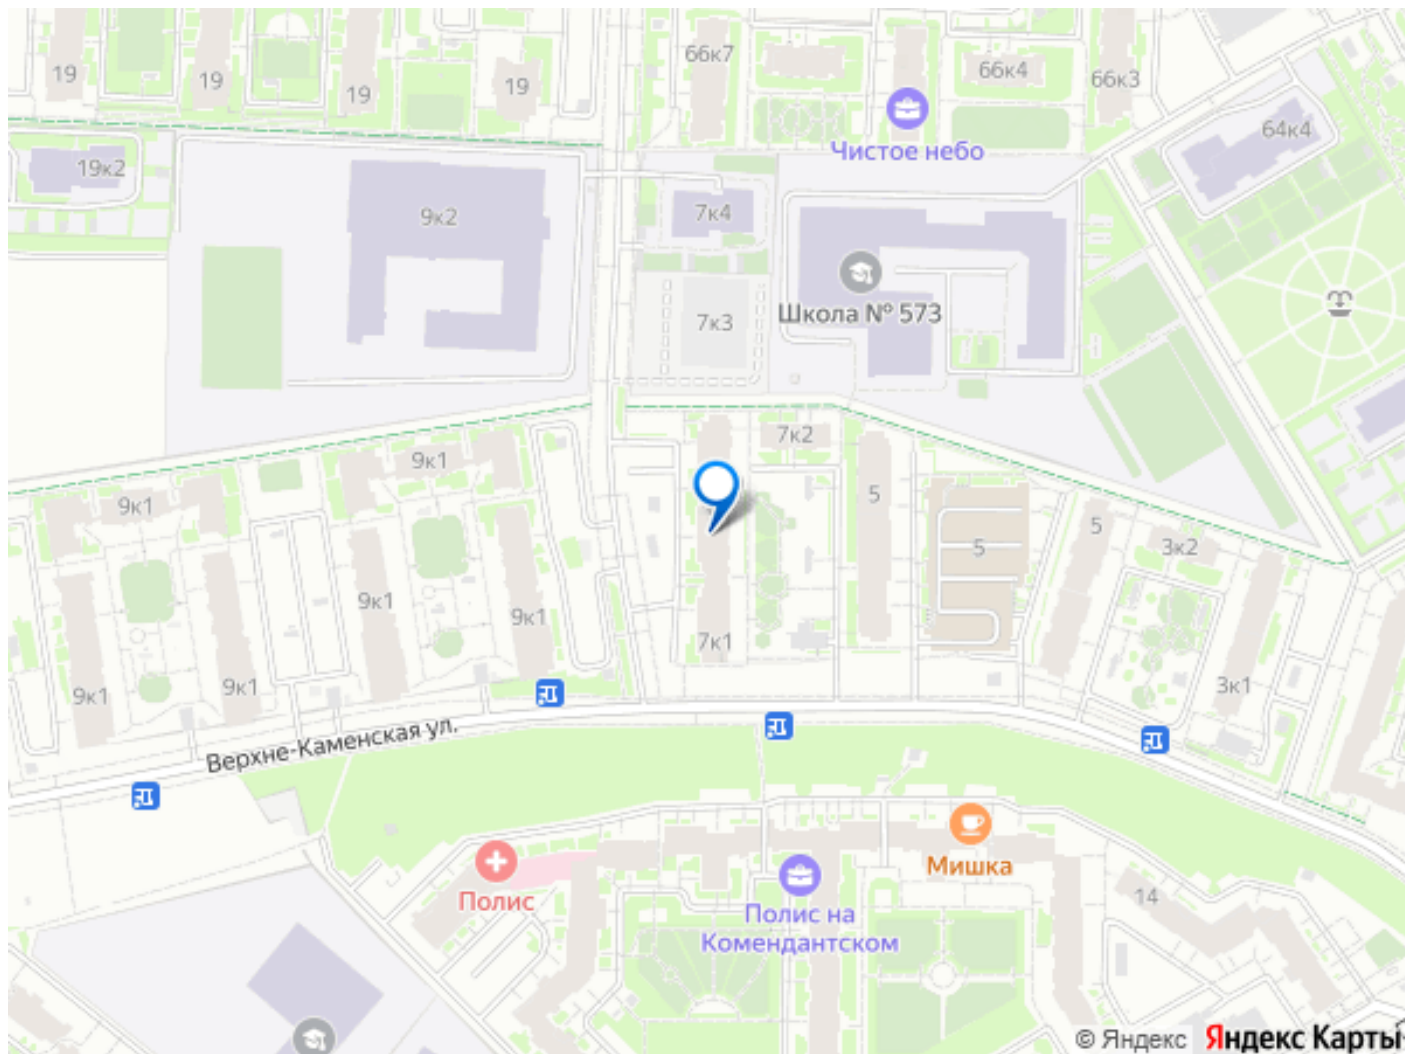 66к7
66к4
66к3
19
19
19
19
Чистое небо
64к4
19к2
9к2
7к4
Школа № 573
7к3
7к2
9к1
5
9к1
5
5
3к2
9к1
9к1
7к1
9к1
9к1
3к1
Верхне-Каменская ул.
Мишка
Полис
14
Полис на
Комендантском
© Яндекс Яндекс Карты